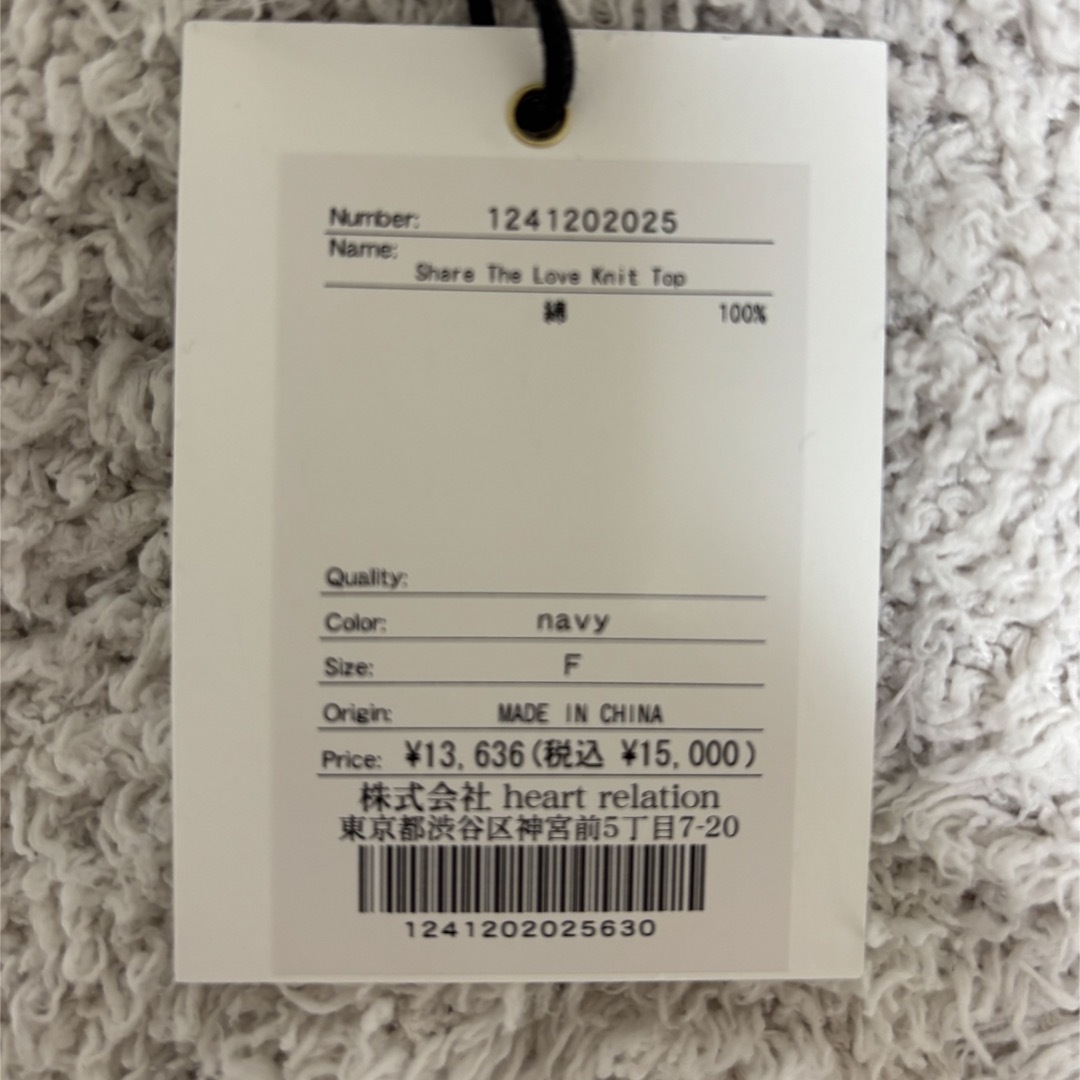 Number: 1241202025
Name:
Share The Love Knit Top
綿 100%
Quality:
Color: navy
Size: F
Origin: MADE IN CHINA
Price: ¥13,636(税込 ¥15,000)
株式会社 heart relation
東京都渋谷区神宮前5丁目7-20
1241202025630